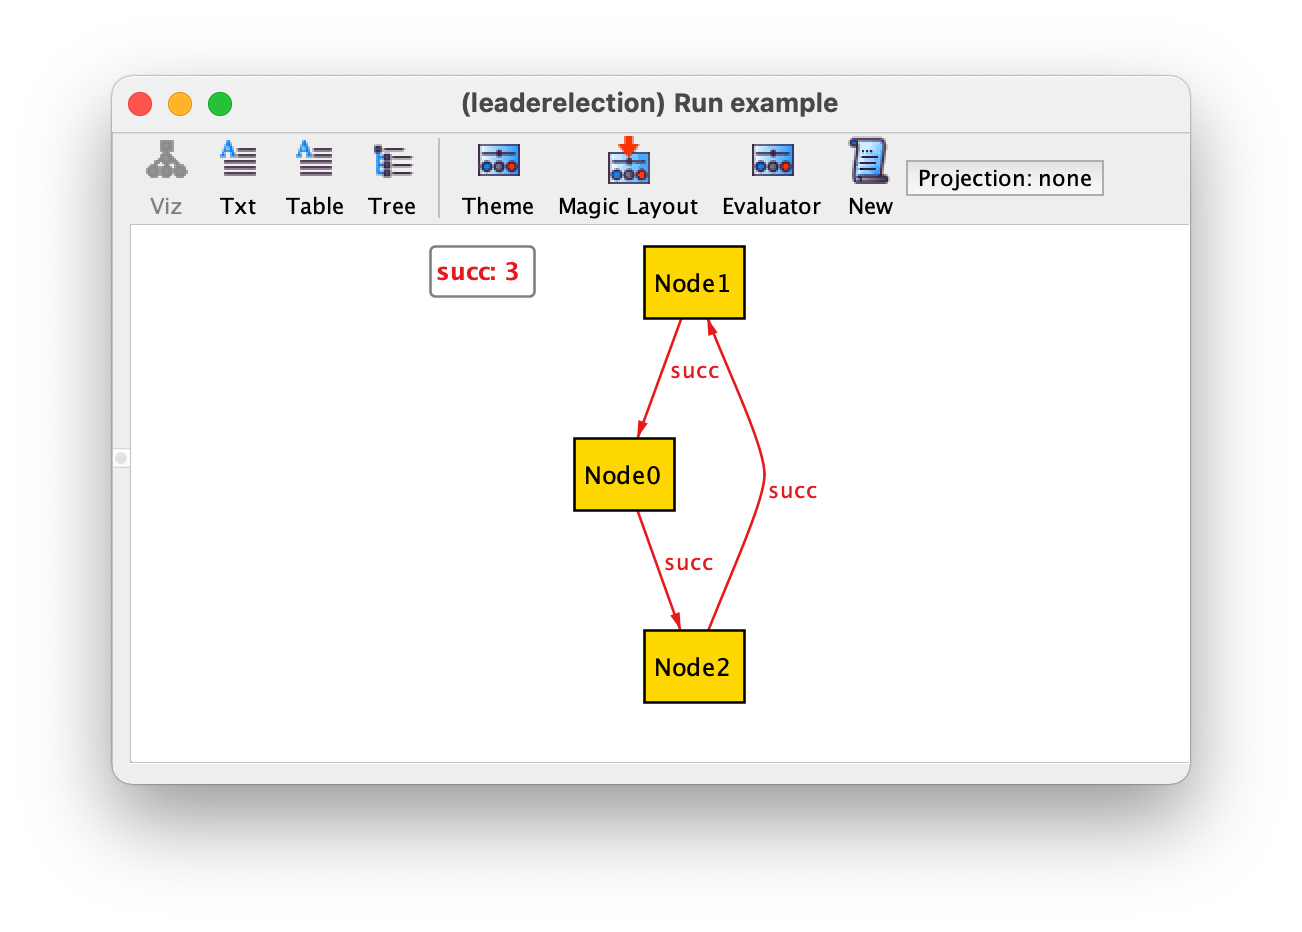 (leaderelection) Run example
Viz Txt Table Tree Theme Magic Layout Evaluator New Projection: none
succ: 3
Node1
succ
Node0
succ
succ
Node2